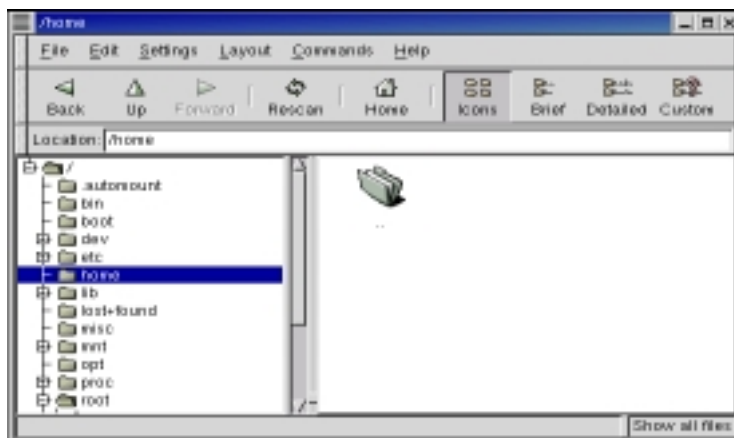 /home
File Edit Settings Layout Commands Help
Back Up Forward Rescan Home Icons Brief Detailed Custom
Location: /home
/
.automount
bin
boot
dev
etc
home
lib
lost+found
misc
mnt
opt
proc
root
..
Show all files